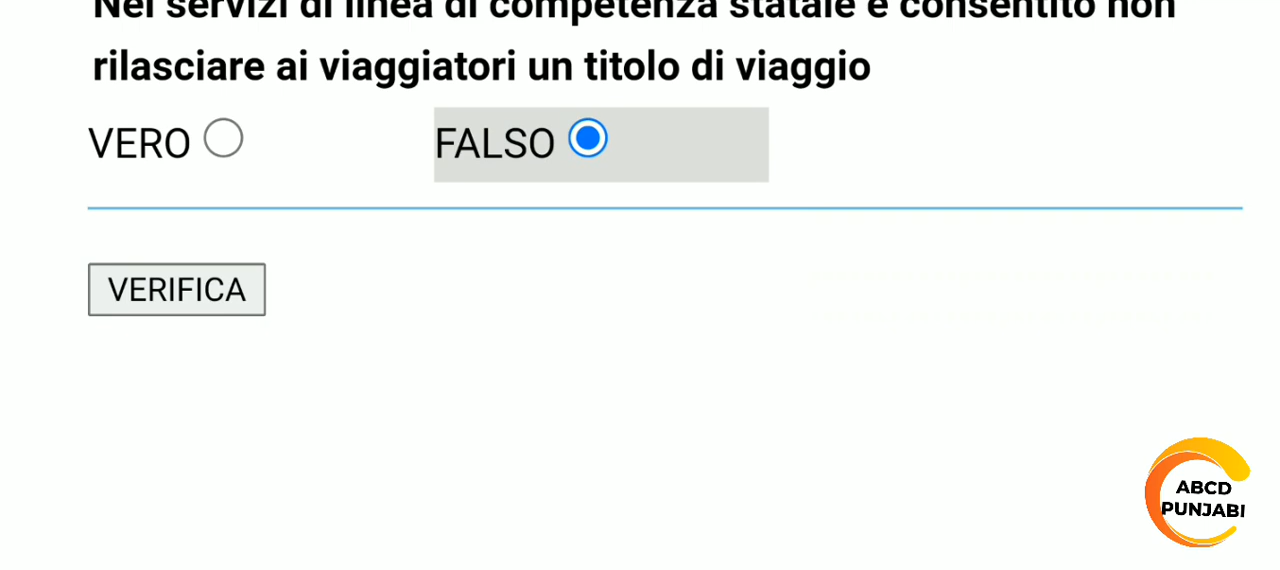 Nei servizi di linea di competenza statale è consentito non
rilasciare ai viaggiatori un titolo di viaggio
VERO
FALSO
VERIFICA
ABCD
PUNJABI